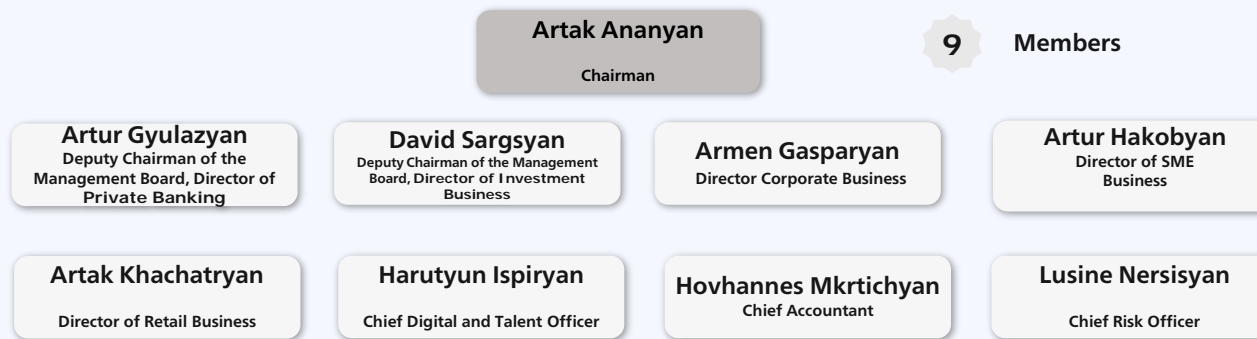 Artak Ananyan
Chairman
9 Members
Artur Gyulazyan
Deputy Chairman of the
Management Board, Director of
Private Banking
David Sargsyan
Deputy Chairman of the Management
Board, Director of Investment
Business
Armen Gasparyan
Director Corporate Business
Artur Hakobyan
Director of SME
Business
Artak Khachatryan
Director of Retail Business
Harutyun Ispiryan
Chief Digital and Talent Officer
Hovhannes Mkrtichyan
Chief Accountant
Lusine Nersisyan
Chief Risk Officer